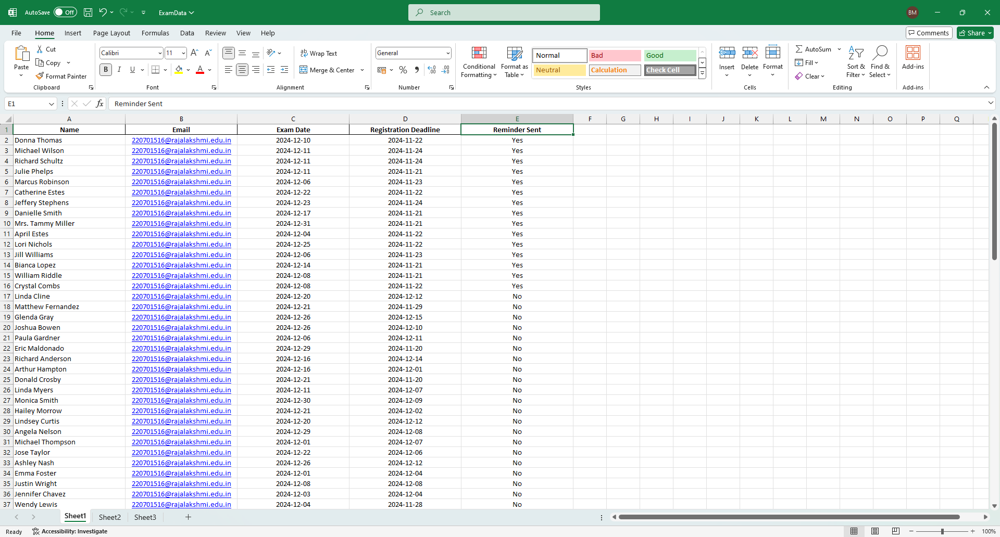 AutoSave Off ExamData Search BM
File Home Insert Page Layout Formulas Data Review View Help Comments Share
Paste Cut Copy Format Painter Clipboard
Calibri 11 B I U A Font
Wrap Text Merge & Center Alignment
General % Number
Conditional Formatting Format as Table Normal Bad Good Neutral Calculation Check Cell Styles
Insert Delete Format Cells
AutoSum Fill Clear Sort & Filter Find & Select Editing
Add-ins Add-ins
E1 fx Reminder Sent
A B C D E F G H I J K L M N O P Q
1 Name Email Exam Date Registration Deadline Reminder Sent
2 Donna Thomas 220701516@rajalakshmi.edu.in 2024-12-10 2024-11-22 Yes
3 Michael Wilson 220701516@rajalakshmi.edu.in 2024-12-11 2024-11-24 Yes
4 Richard Schultz 220701516@rajalakshmi.edu.in 2024-12-11 2024-11-24 Yes
5 Julie Phelps 220701516@rajalakshmi.edu.in 2024-12-11 2024-11-21 Yes
6 Marcus Robinson 220701516@rajalakshmi.edu.in 2024-12-06 2024-11-23 Yes
7 Catherine Estes 220701516@rajalakshmi.edu.in 2024-12-22 2024-11-22 Yes
8 Jeffery Stephens 220701516@rajalakshmi.edu.in 2024-12-23 2024-11-24 Yes
9 Danielle Smith 220701516@rajalakshmi.edu.in 2024-12-17 2024-11-21 Yes
10 Mrs. Tammy Miller 220701516@rajalakshmi.edu.in 2024-12-31 2024-11-21 Yes
11 April Estes 220701516@rajalakshmi.edu.in 2024-12-04 2024-11-22 Yes
12 Lori Nichols 220701516@rajalakshmi.edu.in 2024-12-25 2024-11-22 Yes
13 Jill Williams 220701516@rajalakshmi.edu.in 2024-12-06 2024-11-23 Yes
14 Bianca Lopez 220701516@rajalakshmi.edu.in 2024-12-14 2024-11-21 Yes
15 William Riddle 220701516@rajalakshmi.edu.in 2024-12-08 2024-11-21 Yes
16 Crystal Combs 220701516@rajalakshmi.edu.in 2024-12-08 2024-11-22 Yes
17 Linda Cline 220701516@rajalakshmi.edu.in 2024-12-20 2024-12-12 No
18 Matthew Fernandez 220701516@rajalakshmi.edu.in 2024-12-21 2024-11-29 No
19 Glenda Gray 220701516@rajalakshmi.edu.in 2024-12-26 2024-12-15 No
20 Joshua Bowen 220701516@rajalakshmi.edu.in 2024-12-26 2024-12-10 No
21 Paula Gardner 220701516@rajalakshmi.edu.in 2024-12-06 2024-12-11 No
22 Eric Maldonado 220701516@rajalakshmi.edu.in 2024-12-29 2024-11-20 No
23 Richard Anderson 220701516@rajalakshmi.edu.in 2024-12-16 2024-12-14 No
24 Arthur Hampton 220701516@rajalakshmi.edu.in 2024-12-16 2024-12-01 No
25 Donald Crosby 220701516@rajalakshmi.edu.in 2024-12-21 2024-11-20 No
26 Linda Myers 220701516@rajalakshmi.edu.in 2024-12-11 2024-12-07 No
27 Monica Smith 220701516@rajalakshmi.edu.in 2024-12-30 2024-12-09 No
28 Hailey Morrow 220701516@rajalakshmi.edu.in 2024-12-21 2024-12-02 No
29 Lindsey Curtis 220701516@rajalakshmi.edu.in 2024-12-20 2024-12-12 No
30 Angela Nelson 220701516@rajalakshmi.edu.in 2024-12-29 2024-12-08 No
31 Michael Thompson 220701516@rajalakshmi.edu.in 2024-12-01 2024-12-07 No
32 Jose Taylor 220701516@rajalakshmi.edu.in 2024-12-22 2024-12-06 No
33 Ashley Nash 220701516@rajalakshmi.edu.in 2024-12-26 2024-12-12 No
34 Emma Foster 220701516@rajalakshmi.edu.in 2024-12-01 2024-12-04 No
35 Justin Wright 220701516@rajalakshmi.edu.in 2024-12-08 2024-12-08 No
36 Jennifer Chavez 220701516@rajalakshmi.edu.in 2024-12-03 2024-12-04 No
37 Wendy Lewis 220701516@rajalakshmi.edu.in 2024-12-04 2024-11-28 No
Sheet1 Sheet2 Sheet3
Ready Accessibility: Investigate 100%